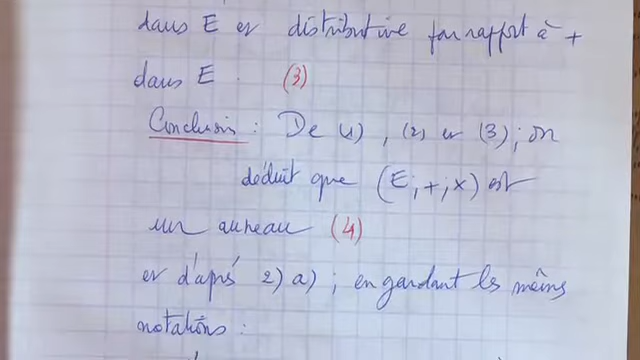 dans E et distributive par rapport à +
dans E. (3)
Conclusion : De (1), (2) et (3) ; on
déduit que (E ; + ; ×) est
un anneau (4)
et d'après 2) a) ; en gardant les mêmes
notations :